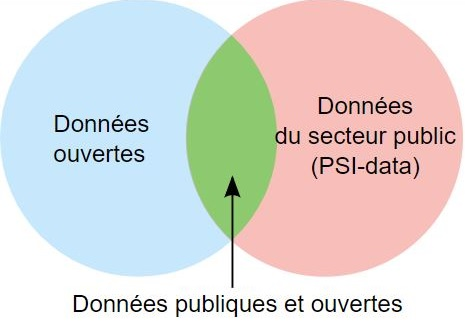 Données
ouvertes
Données
du secteur public
(PSI-data)
Données publiques et ouvertes